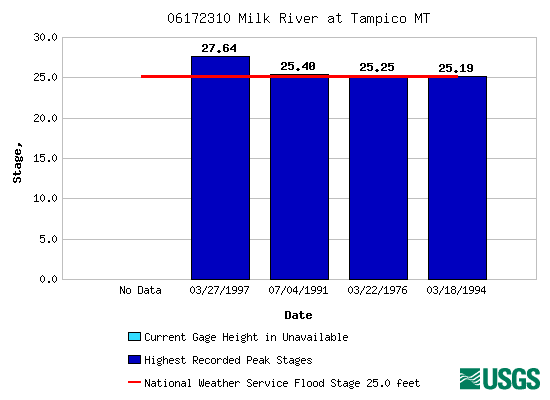 06172310 Milk River at Tampico MT
30.0
25.0
20.0
15.0
10.0
5.0
0.0
Stage,
27.64
25.40
25.25
25.19
No Data
03/27/1997
07/04/1991
03/22/1976
03/18/1994
Date
Current Gage Height in Unavailable
Highest Recorded Peak Stages
National Weather Service Flood Stage 25.0 feet
USGS